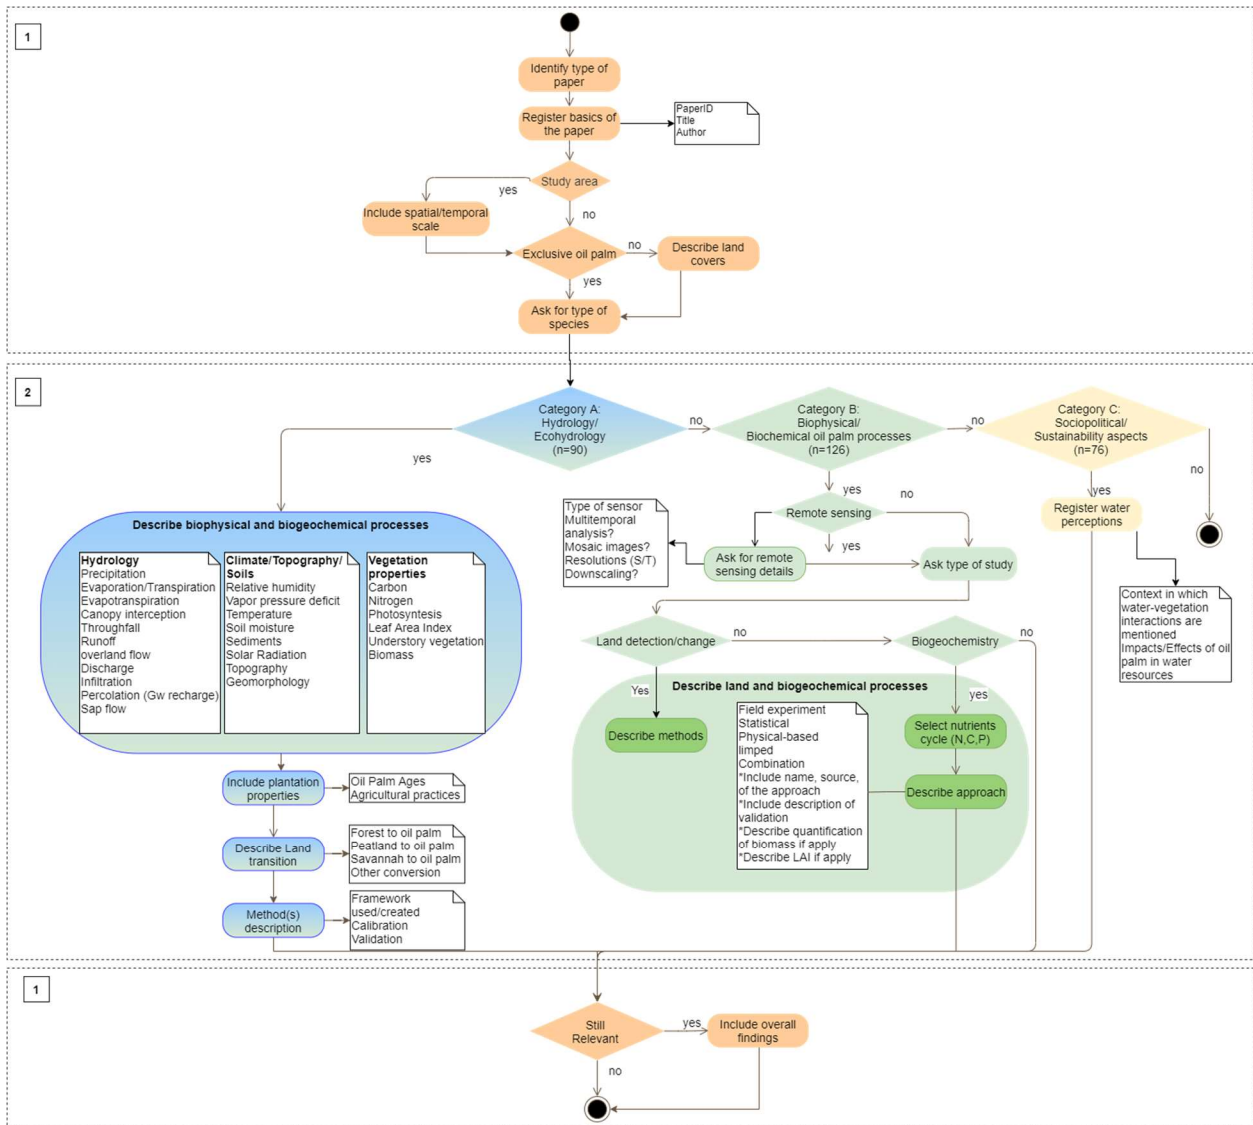 1
Identify type of
paper
Register basics of
the paper
PaperID
Title
Author
Study area
yes
no
Include spatial/temporal
scale
Exclusive oil palm
no
yes
Describe land
covers
Ask for type of
species
2
Category A:
Hydrology/
Ecohydrology
(n=90)
no
yes
Category B:
Biophysical/
Biochemical oil palm processes
(n=126)
no
yes
Category C:
Sociopolitical/
Sustainability aspects
(n=76)
no
yes
Describe biophysical and biogeochemical processes
Hydrology
Precipitation
Evaporation/Transpiration
Evapotranspiration
Canopy interception
Throughfall
Runoff
overland flow
Discharge
Infiltration
Percolation (Gw recharge)
Sap flow
Climate/Topography/
Soils
Relative humidity
Vapor pressure deficit
Temperature
Soil moisture
Sediments
Solar Radiation
Topography
Geomorphology
Vegetation
properties
Carbon
Nitrogen
Photosyntesis
Leaf Area Index
Understory vegetation
Biomass
Include plantation
properties
Oil Palm Ages
Agricultural practices
Describe Land
transition
Forest to oil palm
Peatland to oil palm
Savannah to oil palm
Other conversion
Method(s)
description
Framework
used/created
Calibration
Validation
Remote sensing
no
yes
Type of sensor
Multitemporal
analysis?
Mosaic images?
Resolutions (S/T)
Downscaling?
Ask for remote
sensing details
Ask type of study
Land detection/change
no
Yes
Biogeochemistry
no
yes
Describe land and biogeochemical processes
Describe methods
Field experiment
Statistical
Physical-based
limped
Combination
*Include name, source,
of the approach
*Include description of
validation
*Describe quantification
of biomass if apply
*Describe LAI if apply
Select nutrients
cycle (N,C,P)
Describe approach
Register water
perceptions
Context in which
water-vegetation
interactions are
mentioned
Impacts/Effects of oil
palm in water
resources
1
Still
Relevant
yes
no
Include overall
findings